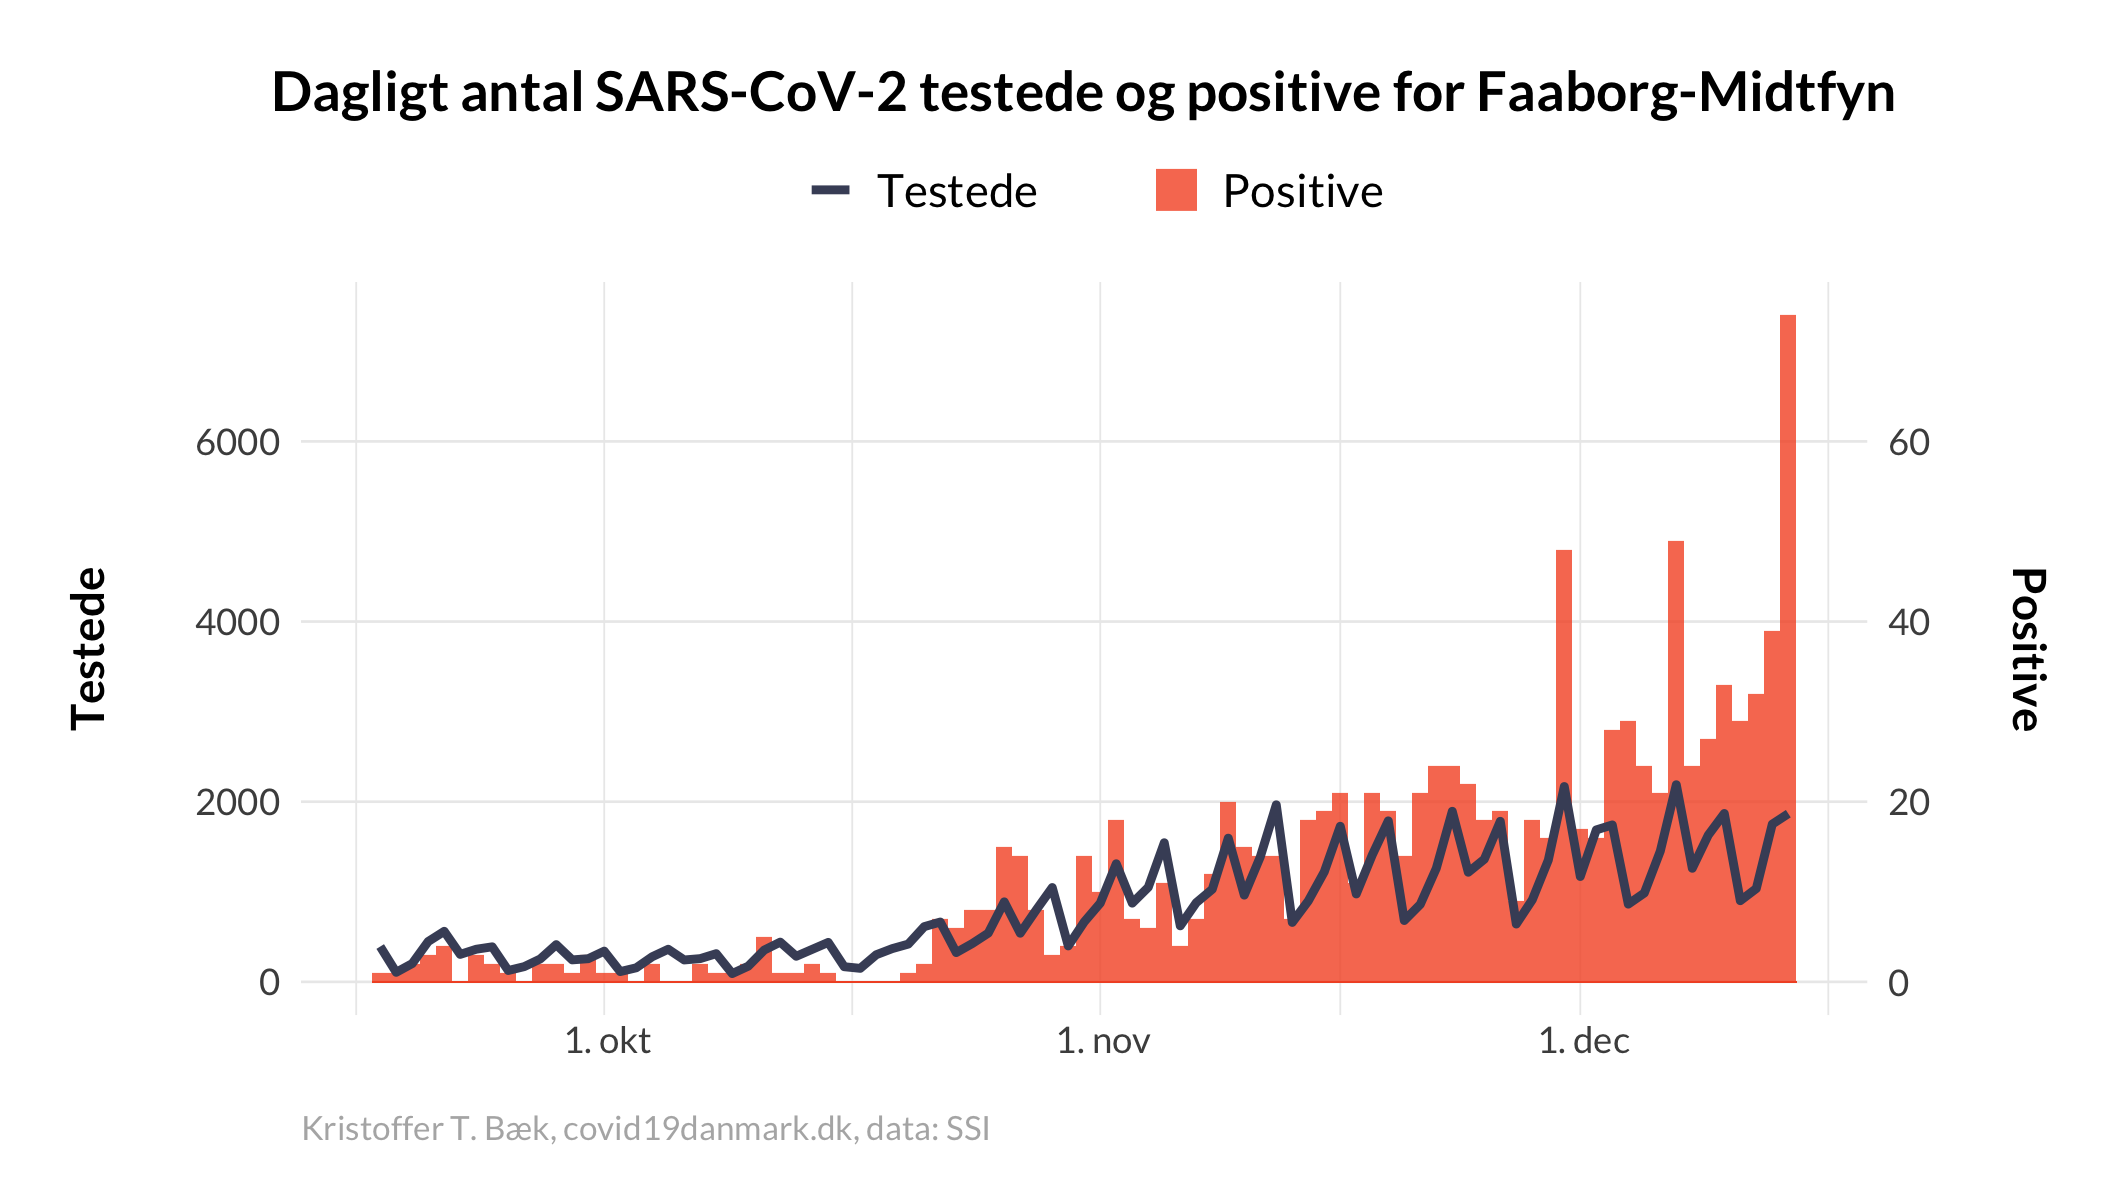 Dagligt antal SARS-CoV-2 testede og positive for Faaborg-Midtfyn
Testede
Positive
6000
4000
2000
0
60
40
20
0
Testede
Positive
1. okt
1. nov
1. dec
Kristoffer T. Bæk, covid19danmark.dk, data: SSI